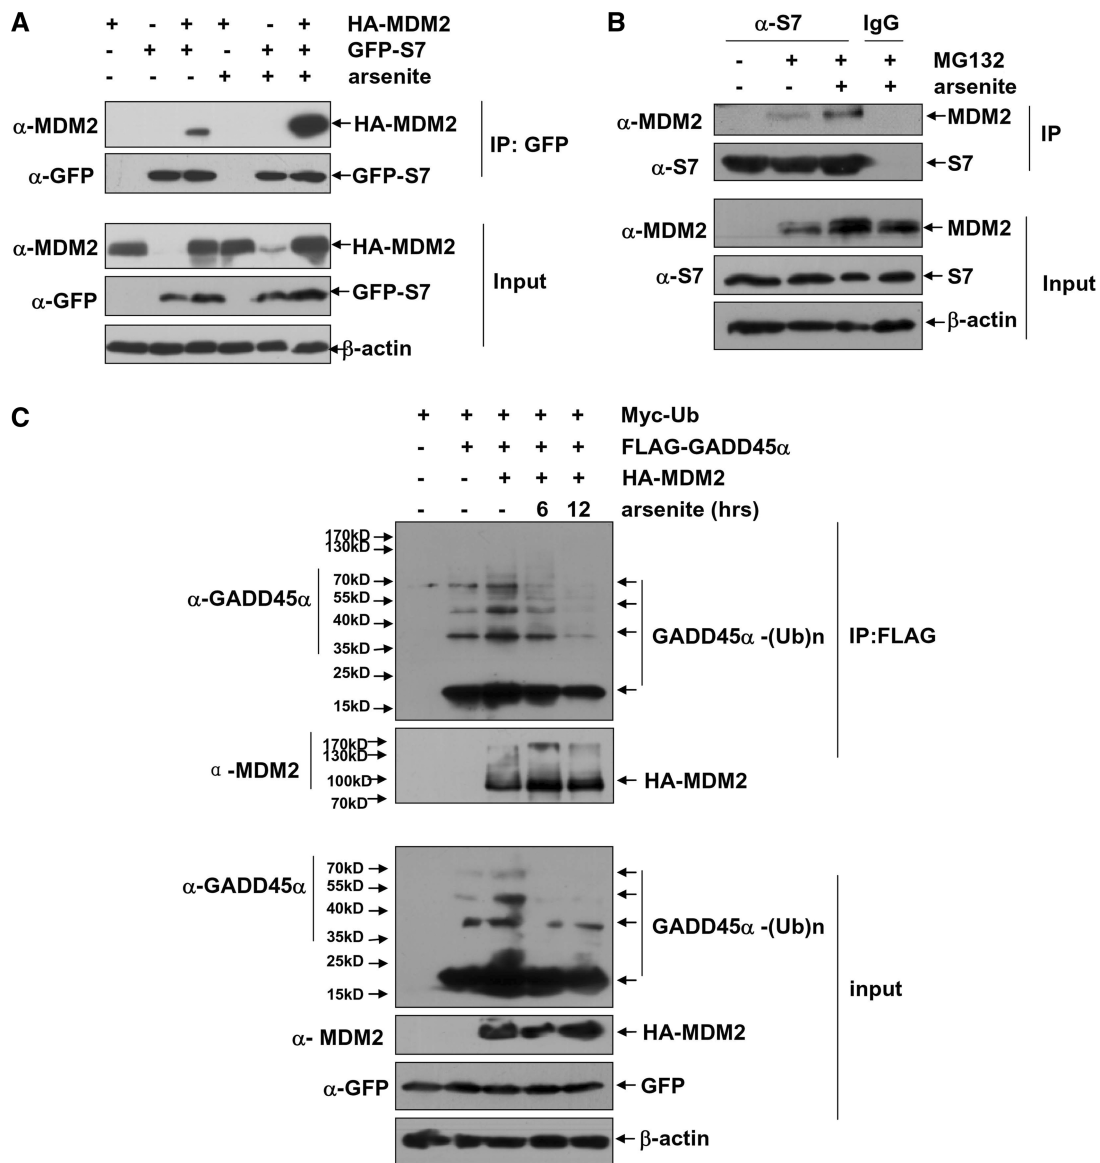 A
+ - + + - + HA-MDM2
- + + - + + GFP-S7
- - - + + + arsenite
α-MDM2 HA-MDM2
IP: GFP
α-GFP GFP-S7
α-MDM2 HA-MDM2
Input
α-GFP GFP-S7
β-actin
B
α-S7 IgG
- + + + MG132
- - + + arsenite
α-MDM2 MDM2
IP
α-S7 S7
α-MDM2 MDM2
α-S7 S7
Input
β-actin
C
+ + + + + Myc-Ub
- + + + + FLAG-GADD45α
- - + + + HA-MDM2
- - - 6 12 arsenite (hrs)
170kD
130kD
70kD
α-GADD45α
55kD
40kD
GADD45α -(Ub)n
IP:FLAG
35kD
25kD
15kD
170kD
130kD
α -MDM2
100kD
HA-MDM2
70kD
70kD
α-GADD45α
55kD
40kD
GADD45α -(Ub)n
35kD
25kD
15kD
input
α- MDM2 HA-MDM2
α-GFP GFP
β-actin